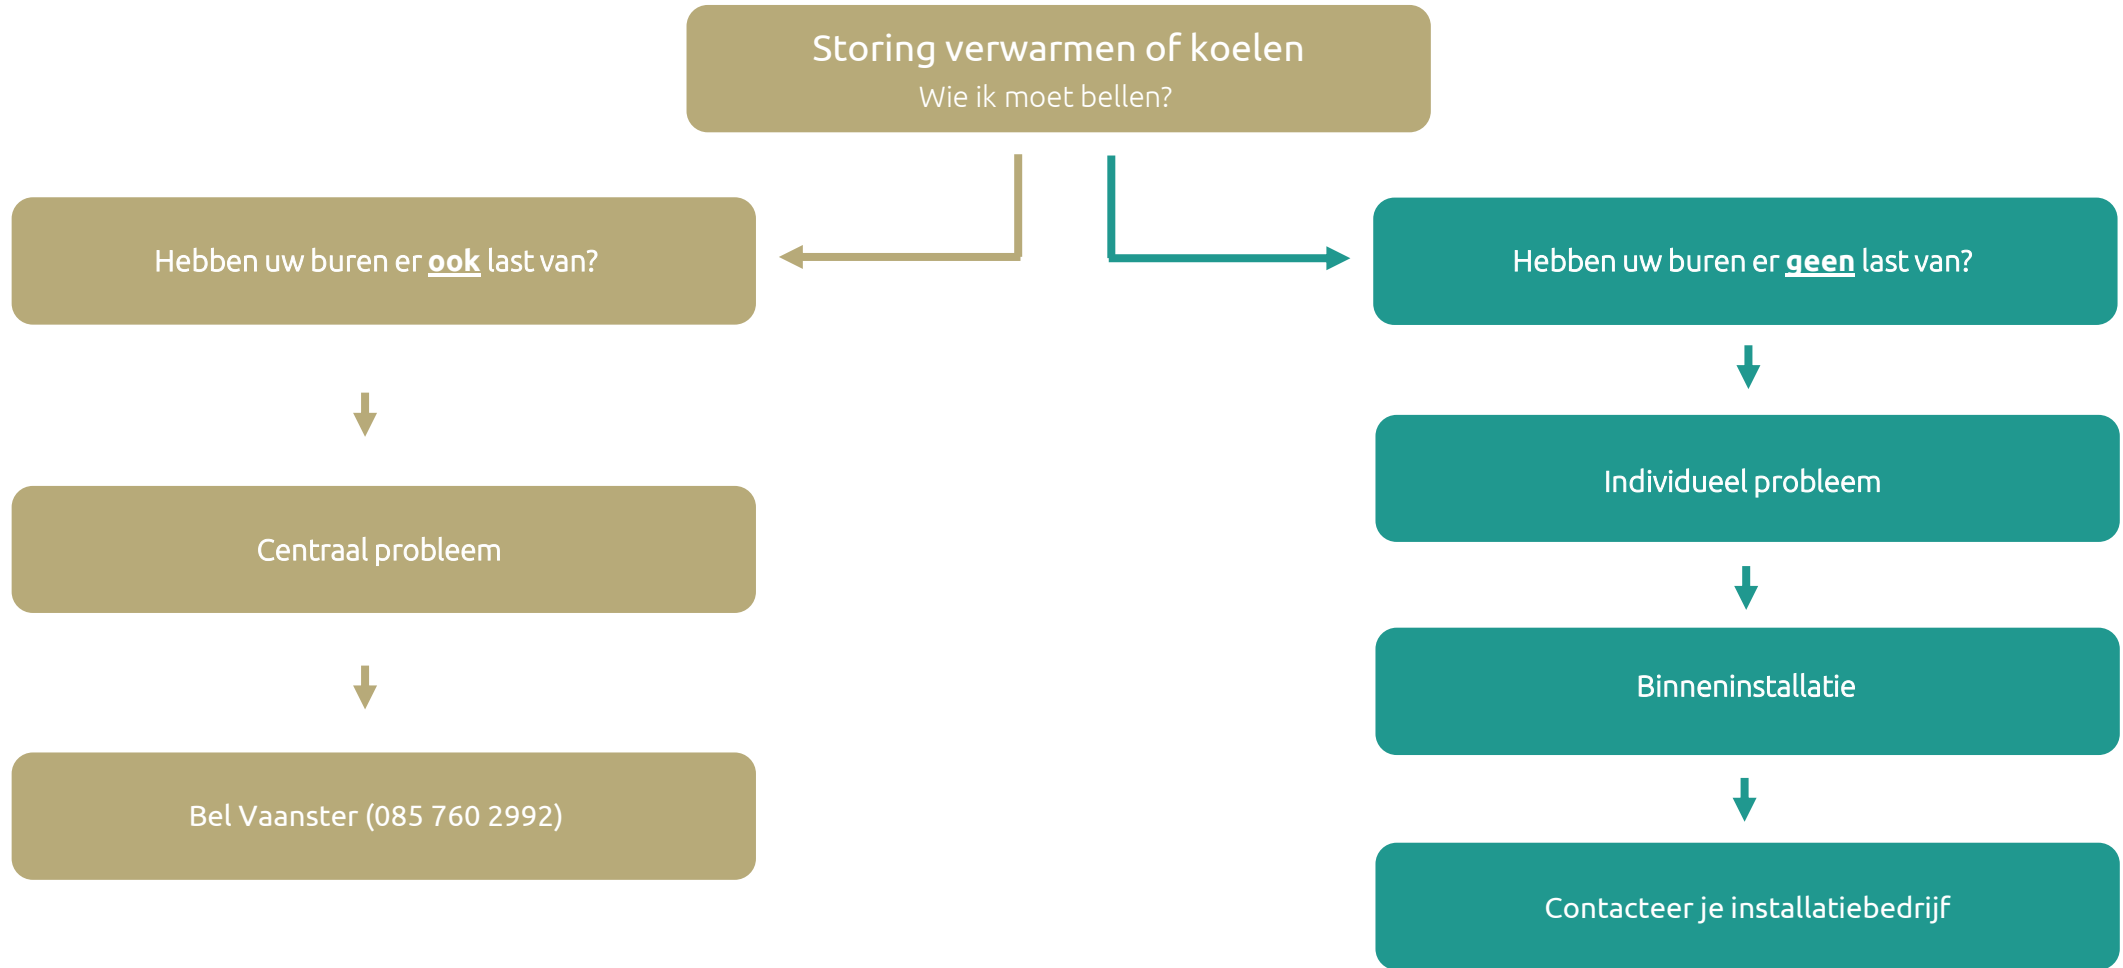 Storing verwarmen of koelen
Wie ik moet bellen?
Hebben uw buren er ook last van?
Centraal probleem
Bel Vaanster (085 760 2992)
Hebben uw buren er geen last van?
Individueel probleem
Binneninstallatie
Contacteer je installatiebedrijf